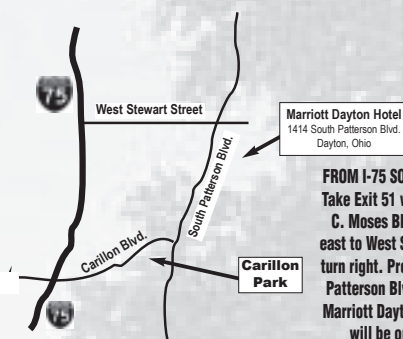 75
West Stewart Street
Marriott Dayton Hotel
1414 South Patterson Blvd.
Dayton, Ohio
South Patterson Blvd.
Carillon Blvd.
Carillon
Park
75
FROM I-75 SO
Take Exit 51
C. Moses Bl
east to West S
turn right. Pro
Patterson Blv
Marriott Dayt
will be o